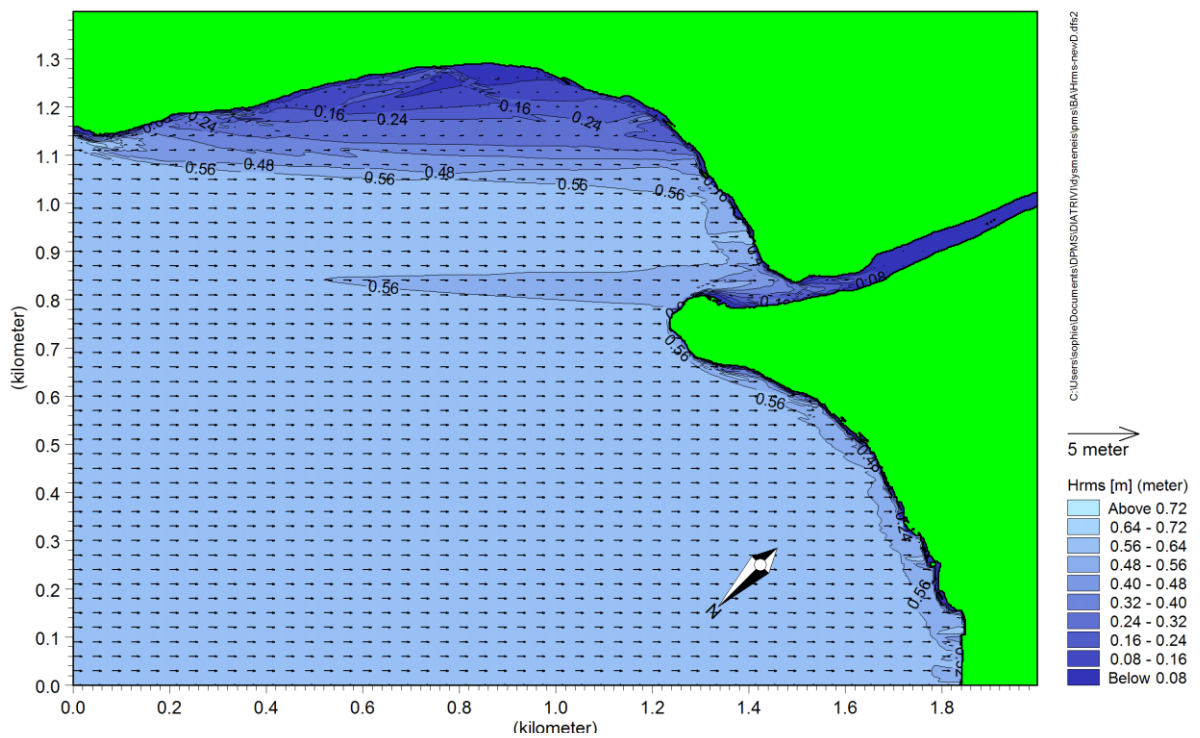 1.3
1.2
1.1
1.0
0.9
0.8
0.7
0.6
0.5
0.4
0.3
0.2
0.1
0.0
(kilometer)
0.0 0.2 0.4 0.6 0.8 1.0 1.2 1.4 1.6 1.8
(kilometer)
0.24
0.16
0.16
0.24
0.24
0.48
0.48
0.56
0.56
0.56
0.56
0.56
0.08
0.56
0.56
0.24
0.56
N
C:\Users\sophie\Documents\DPMS\DIATRIVI\dysmeneis\pms\BA\Hrms-newD.dfs2
5 meter
Hrms [m] (meter)
Above 0.72
0.64 - 0.72
0.56 - 0.64
0.48 - 0.56
0.40 - 0.48
0.32 - 0.40
0.24 - 0.32
0.16 - 0.24
0.08 - 0.16
Below 0.08